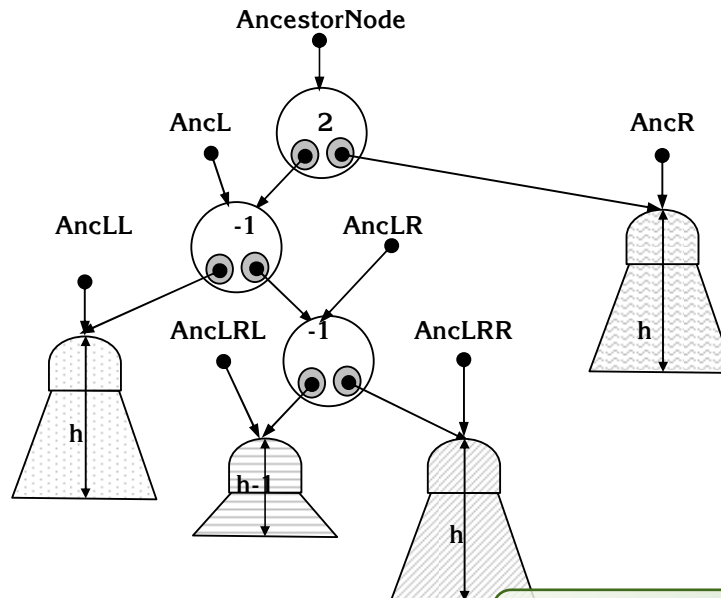 AncestorNode
AncL
2
AncR
AncLL
-1
AncLR
AncLRL
-1
AncLRR
h
h
h-1
h